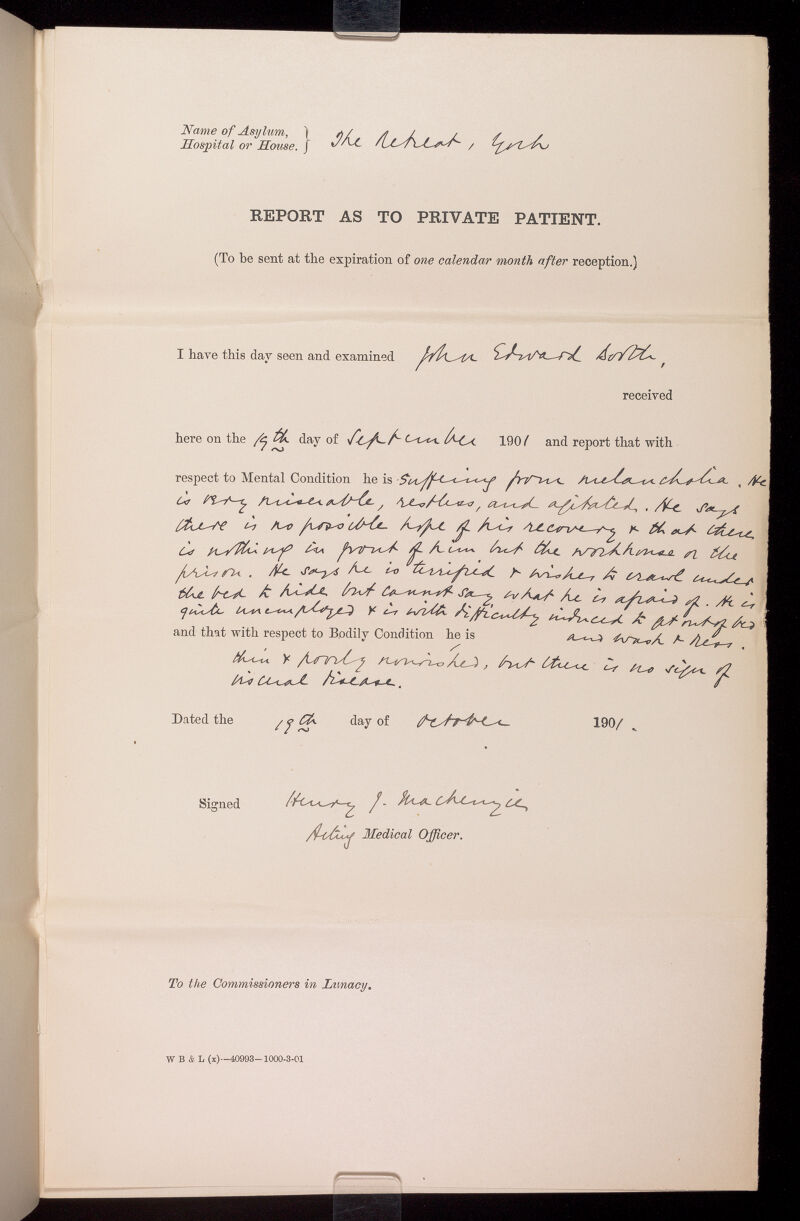 Name of Asylum,
Hospital or House. } The Retreat, York
REPORT AS TO PRIVATE PATIENT.
(To be sent at the expiration of one calendar month after reception.)
I have this day seen and examined John Edward Booth,
received
here on the 19th day of September 1901 and report that with
respect to Mental Condition he is suffering from melancholia. He
is very miserable, restless, and agitated. He says
there is no possible hope of his recovery & that there
is nothing in front of him but the workhouse or the
prison. He says he is terrified & wishes to crawl under
the bed to hide but cannot say what he is afraid of. He is
quite unemployed & is with difficulty induced to get out of bed
and wash & dress.
and that with respect to Bodily Condition he is
thin & poorly nourished, but there is no sign of
visceral disease.
Dated the 19th day of October 1901.
Signed Henry J. Mackenzie
Acting Medical Officer.
To the Commissioners in Lunacy.
W B & L (x)—40993—1000-3-01